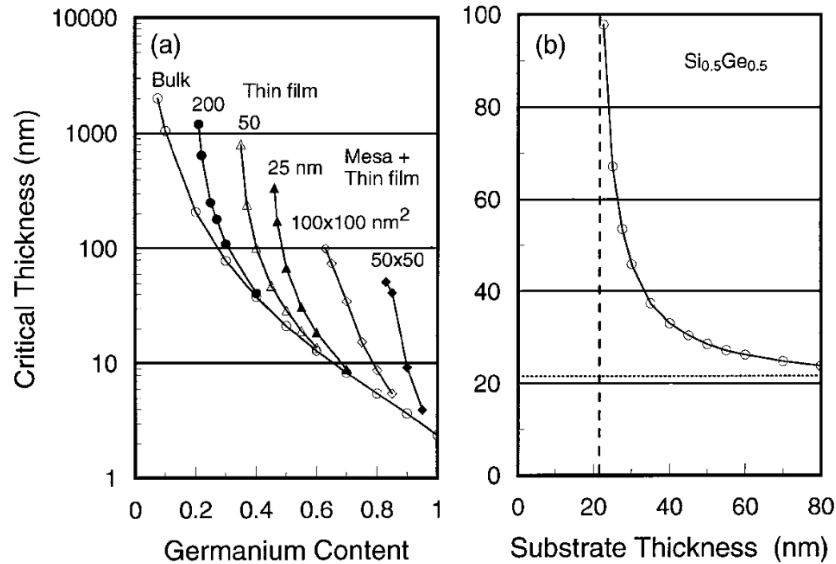 (a)
Bulk
200
Thin film
50
25 nm
Mesa +
Thin film
100x100 nm²
50x50
10000
1000
100
10
1
0
0.2
0.4
0.6
0.8
1
Critical Thickness (nm)
Germanium Content
(b)
Si₀.₅Ge₀.₅
100
80
60
40
20
0
0
20
40
60
80
Substrate Thickness (nm)